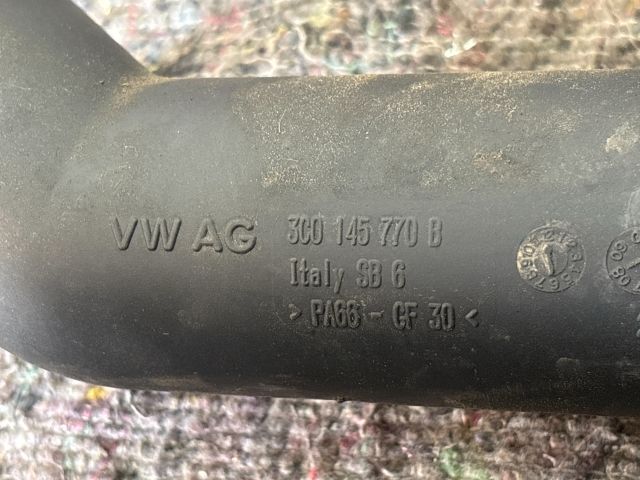 VW AG 3C0 145 770 B
Italy SB 6
> PA66 - GF 30 <